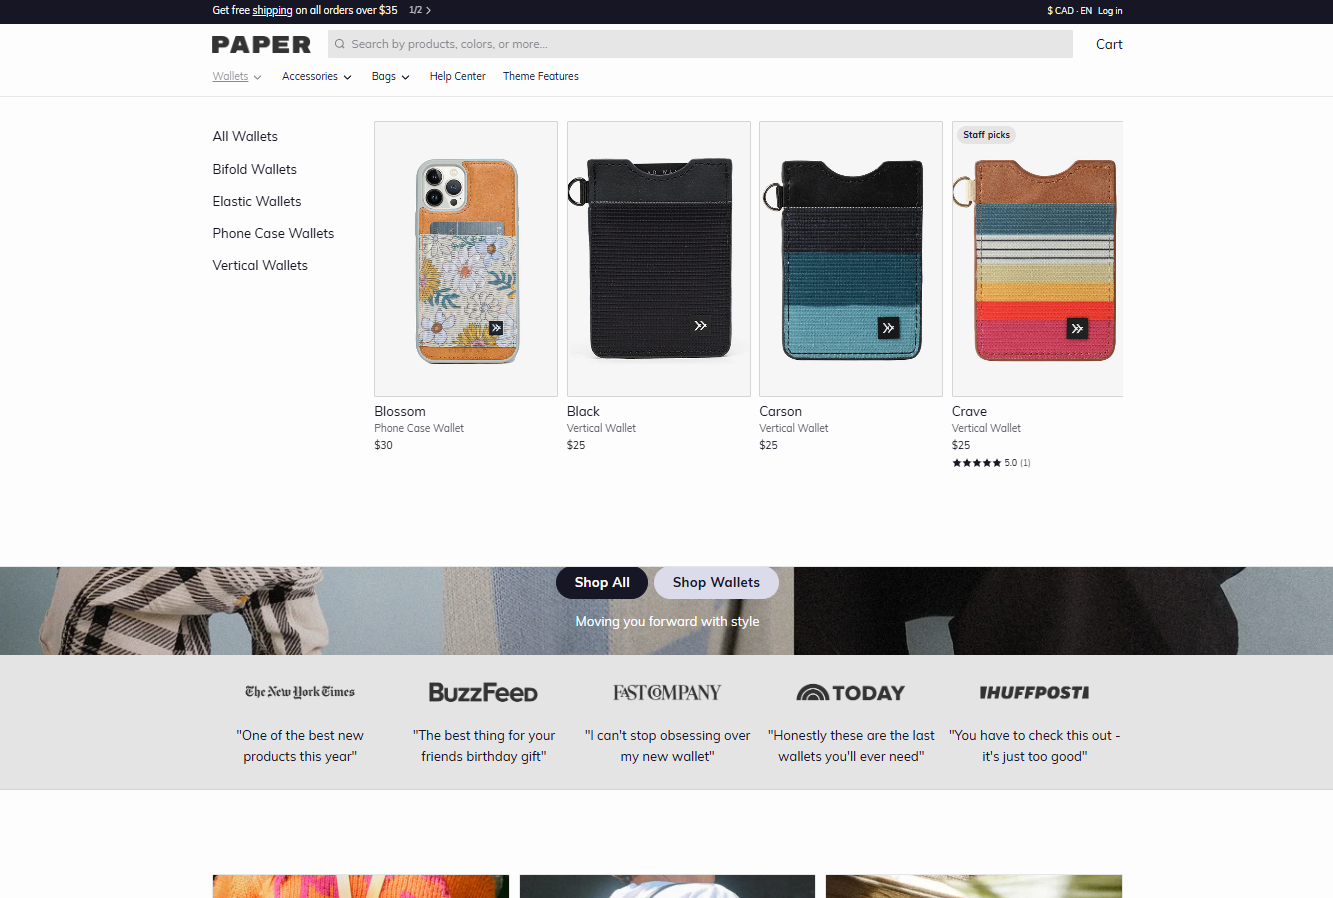 Get free shipping on all orders over $35
1/2
$ CAD · EN Log in
PAPER
Search by products, colors, or more...
Cart
Wallets
Accessories
Bags
Help Center
Theme Features
All Wallets
Bifold Wallets
Elastic Wallets
Phone Case Wallets
Vertical Wallets
Staff picks
Blossom
Phone Case Wallet
$30
Black
Vertical Wallet
$25
Carson
Vertical Wallet
$25
Crave
Vertical Wallet
$25
5.0 (1)
Shop All
Shop Wallets
Moving you forward with style
The New York Times
"One of the best new
products this year"
BuzzFeed
"The best thing for your
friends birthday gift"
FAST COMPANY
"I can't stop obsessing over
my new wallet"
TODAY
"Honestly these are the last
wallets you'll ever need"
HUFFPOST
"You have to check this out -
it's just too good"